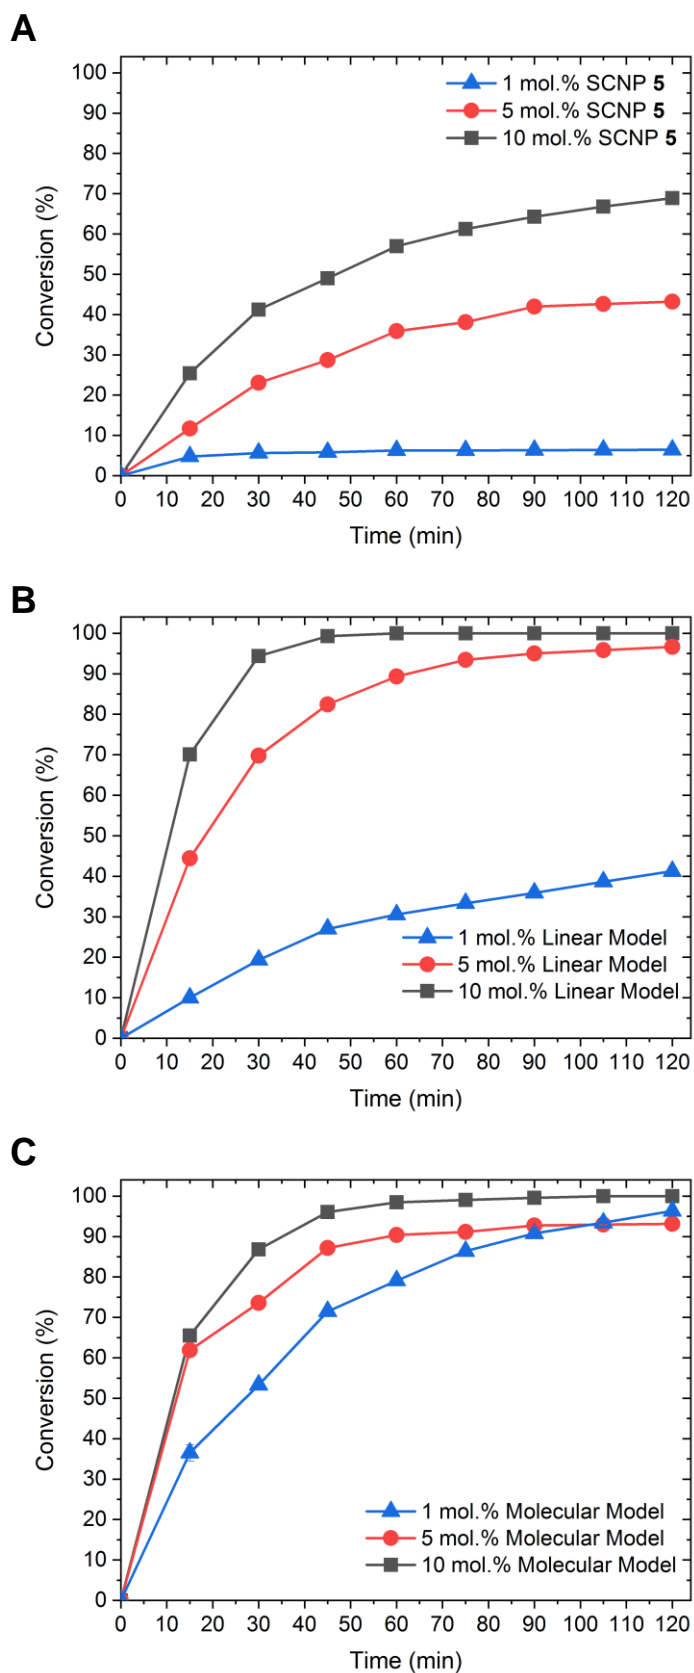 A
100
90
80
70
60
50
40
30
20
10
0
Conversion (%)
1 mol.% SCNP 5
5 mol.% SCNP 5
10 mol.% SCNP 5
0 10 20 30 40 50 60 70 80 90 100 110 120
Time (min)
B
100
90
80
70
60
50
40
30
20
10
0
Conversion (%)
1 mol.% Linear Model
5 mol.% Linear Model
10 mol.% Linear Model
0 10 20 30 40 50 60 70 80 90 100 110 120
Time (min)
C
100
90
80
70
60
50
40
30
20
10
0
Conversion (%)
1 mol.% Molecular Model
5 mol.% Molecular Model
10 mol.% Molecular Model
0 10 20 30 40 50 60 70 80 90 100 110 120
Time (min)